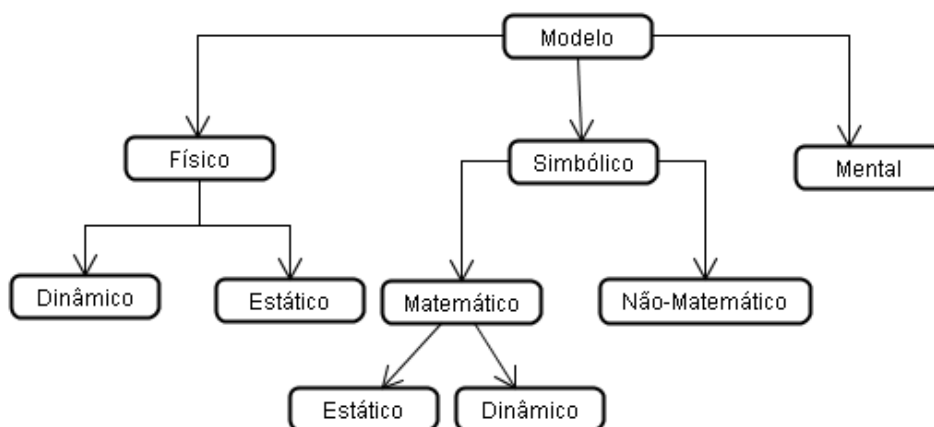 Modelo
Físico
Simbólico
Mental
Dinâmico
Estático
Matemático
Não-Matemático
Estático
Dinâmico